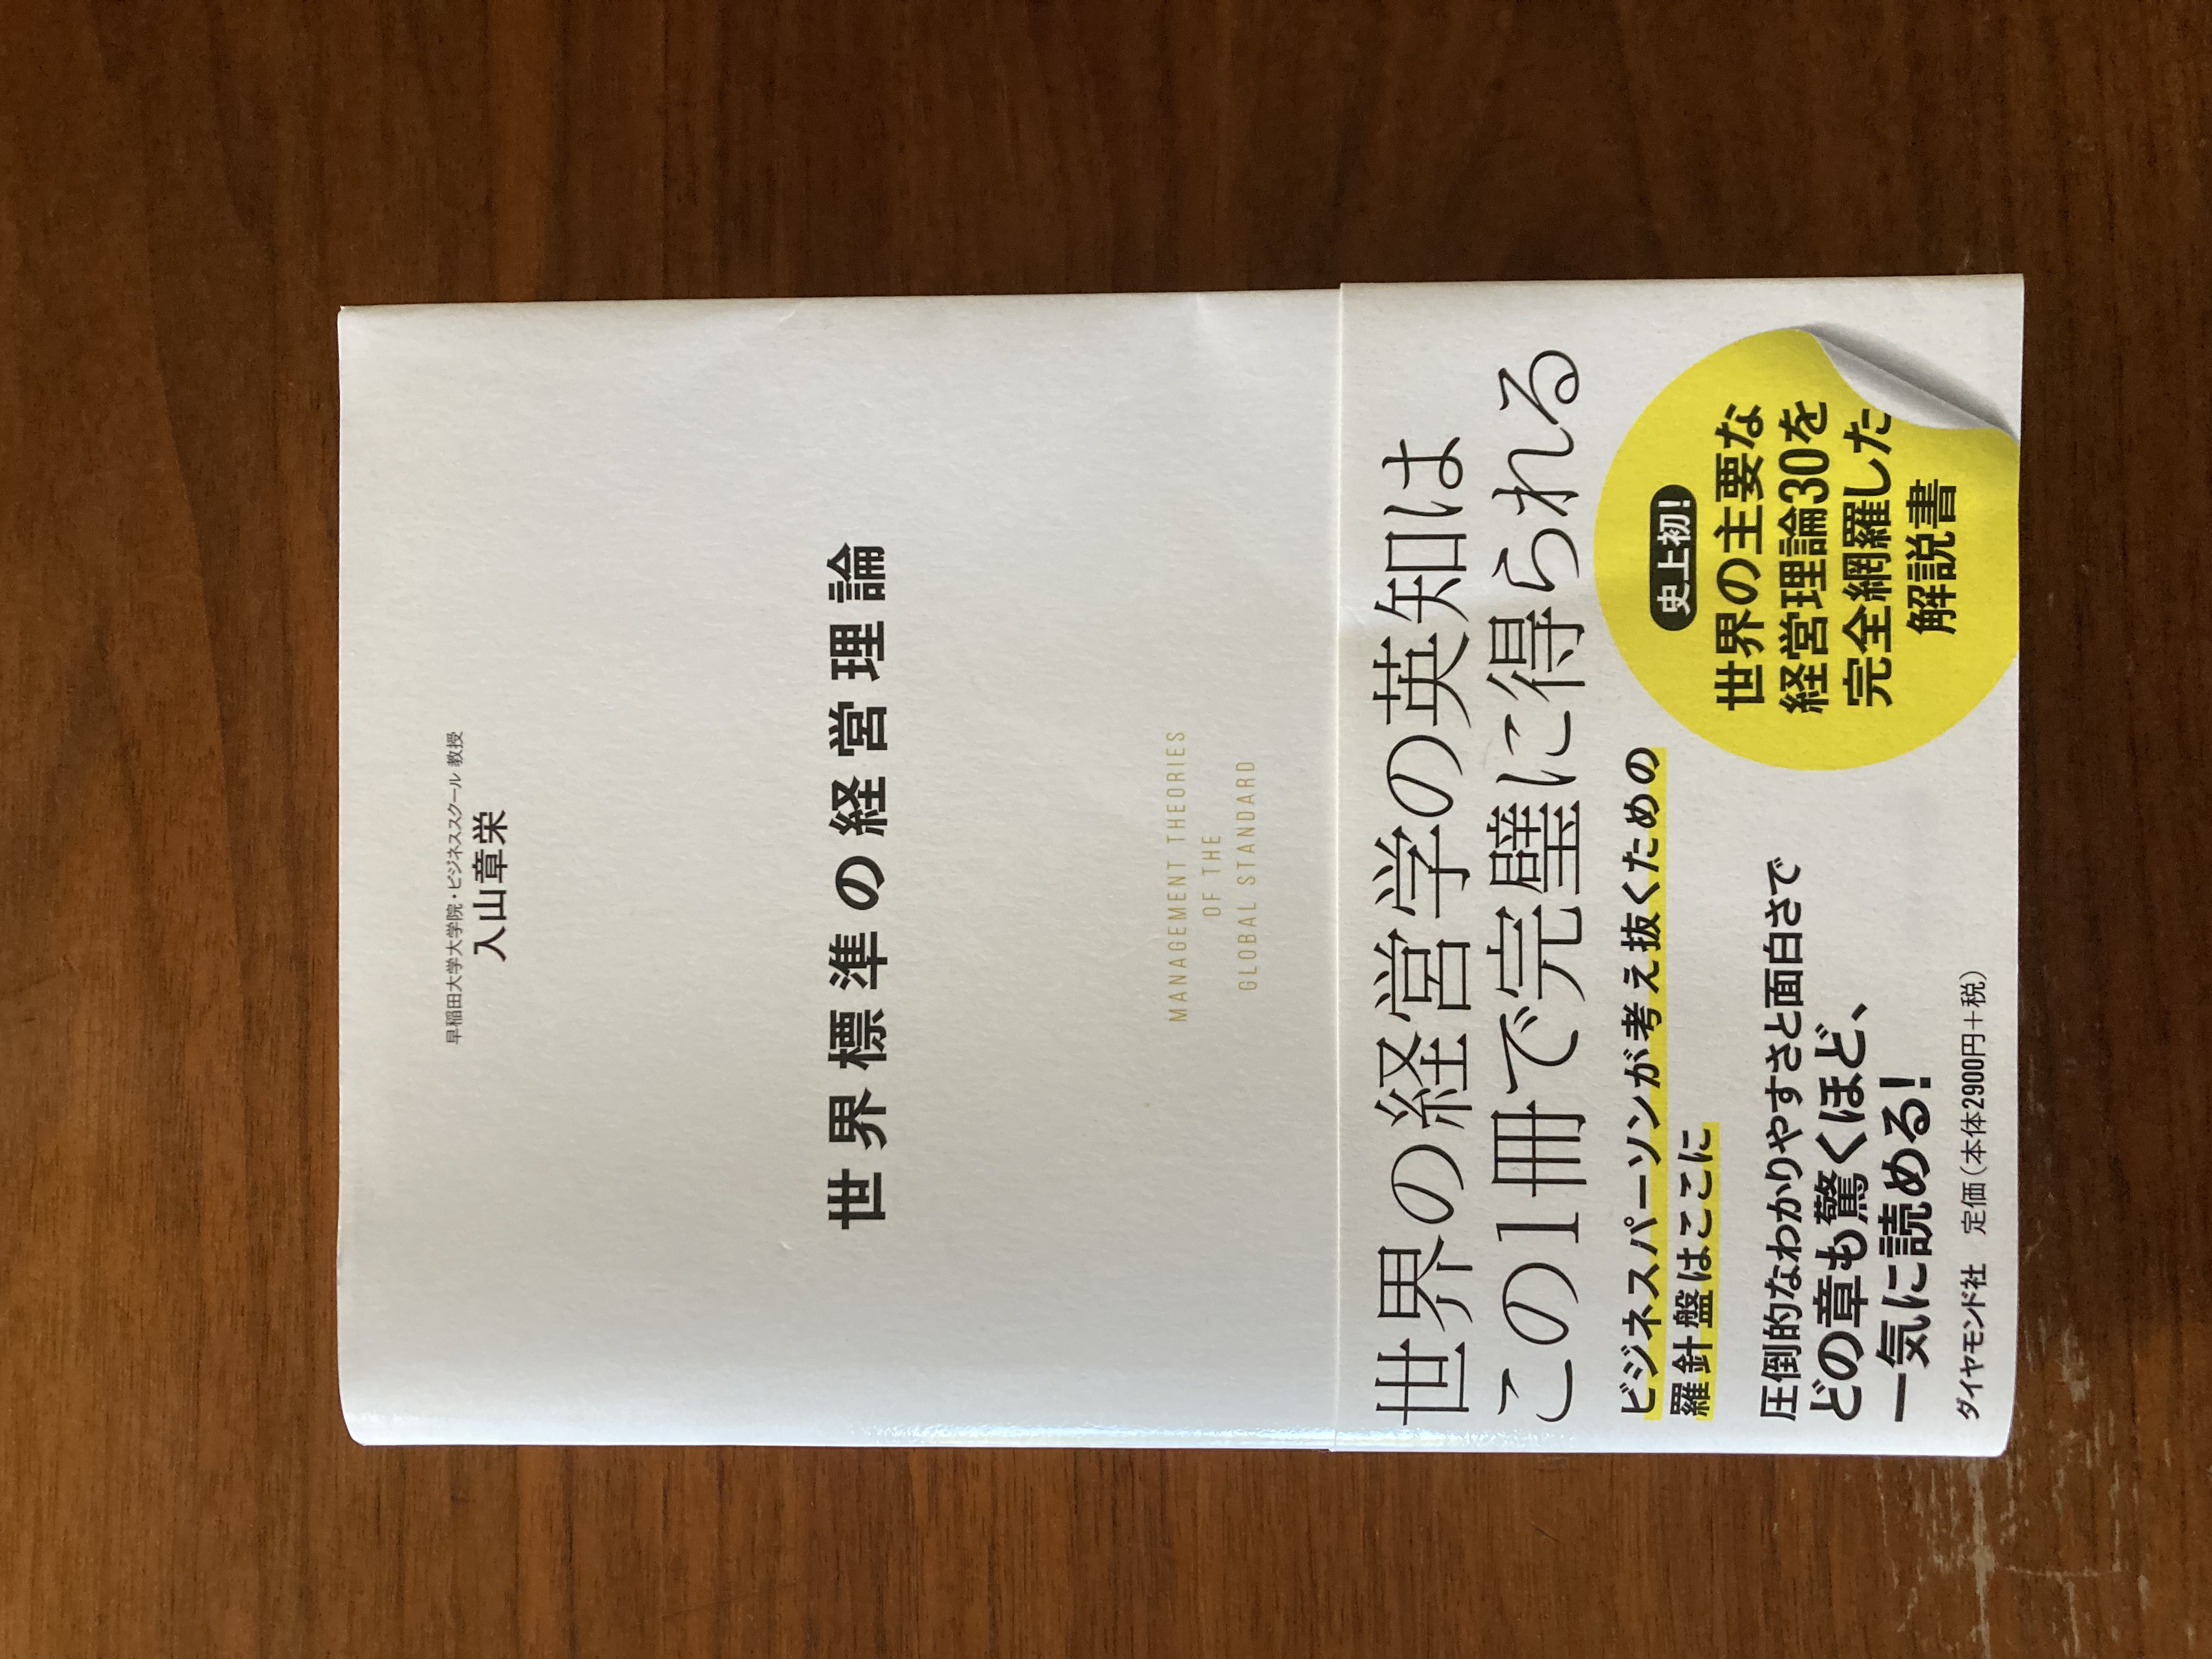 早稲田大学大学院・ビジネススクール 教授
入山章栄
世界標準の経営理論
MANAGEMENT THEORIES
OF THE
GLOBAL STANDARD
世界の経営学の英知は
この1冊で完璧に得られる
ビジネスパーソンが考え抜くための
羅針盤はここに
圧倒的なわかりやすさと面白さで
どの章も驚くほど、
一気に読める!
ダイヤモンド社 定価(本体2900円+税)
史上初!
世界の主要な
経営理論30を
完全網羅した
解説書